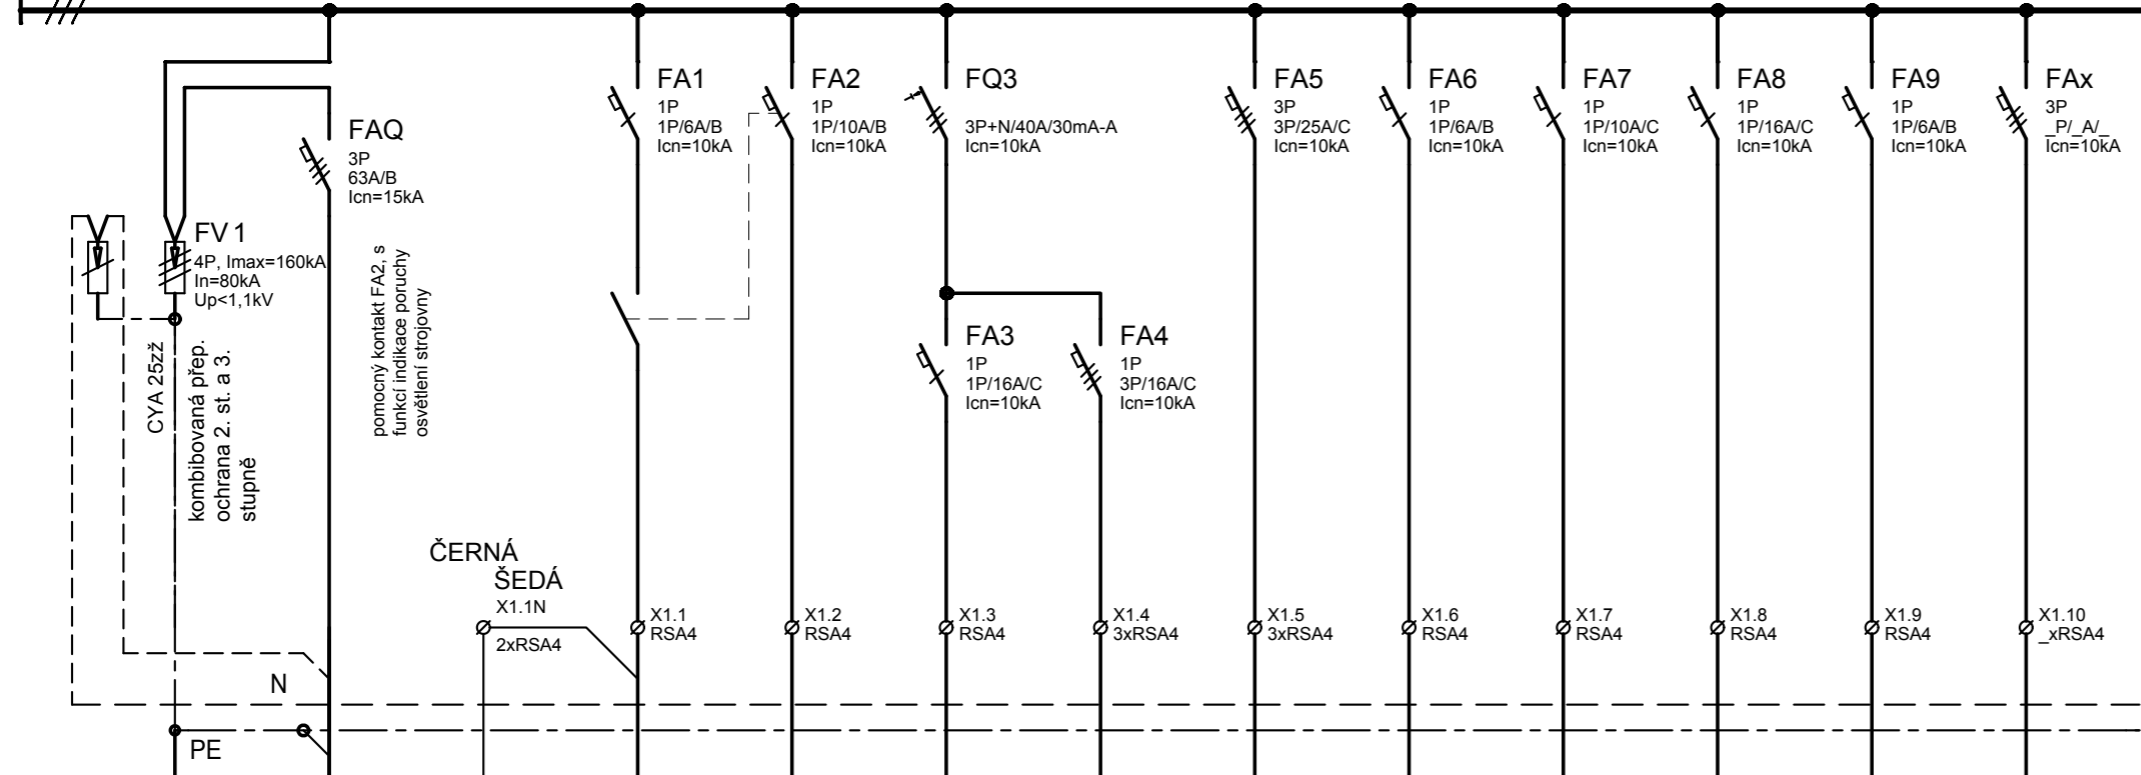 FAQ
3P
63A/B
Icn=15kA
FV 1
4P, Imax=160kA
In=80kA
Up<1,1kV
CYA 25zž
kombibovaná přep.
ochrana 2. st. a 3.
stupně
pomocný kontakt FA2, s
funkcí indikace poruchy
osvětlení strojovny
FA1
1P
1P/6A/B
Icn=10kA
FA2
1P
1P/10A/B
Icn=10kA
FQ3
3P+N/40A/30mA-A
Icn=10kA
FA3
1P
1P/16A/C
Icn=10kA
FA4
1P
3P/16A/C
Icn=10kA
FA5
3P
3P/25A/C
Icn=10kA
FA6
1P
1P/6A/B
Icn=10kA
FA7
1P
1P/10A/C
Icn=10kA
FA8
1P
1P/16A/C
Icn=10kA
FA9
1P
1P/6A/B
Icn=10kA
FAx
3P
_P/_A/_
Icn=10kA
ČERNÁ
ŠEDÁ
X1.1N
2xRSA4
X1.1
RSA4
X1.2
RSA4
X1.3
RSA4
X1.4
3xRSA4
X1.5
3xRSA4
X1.6
RSA4
X1.7
RSA4
X1.8
RSA4
X1.9
RSA4
X1.10
_xRSA4
N
PE